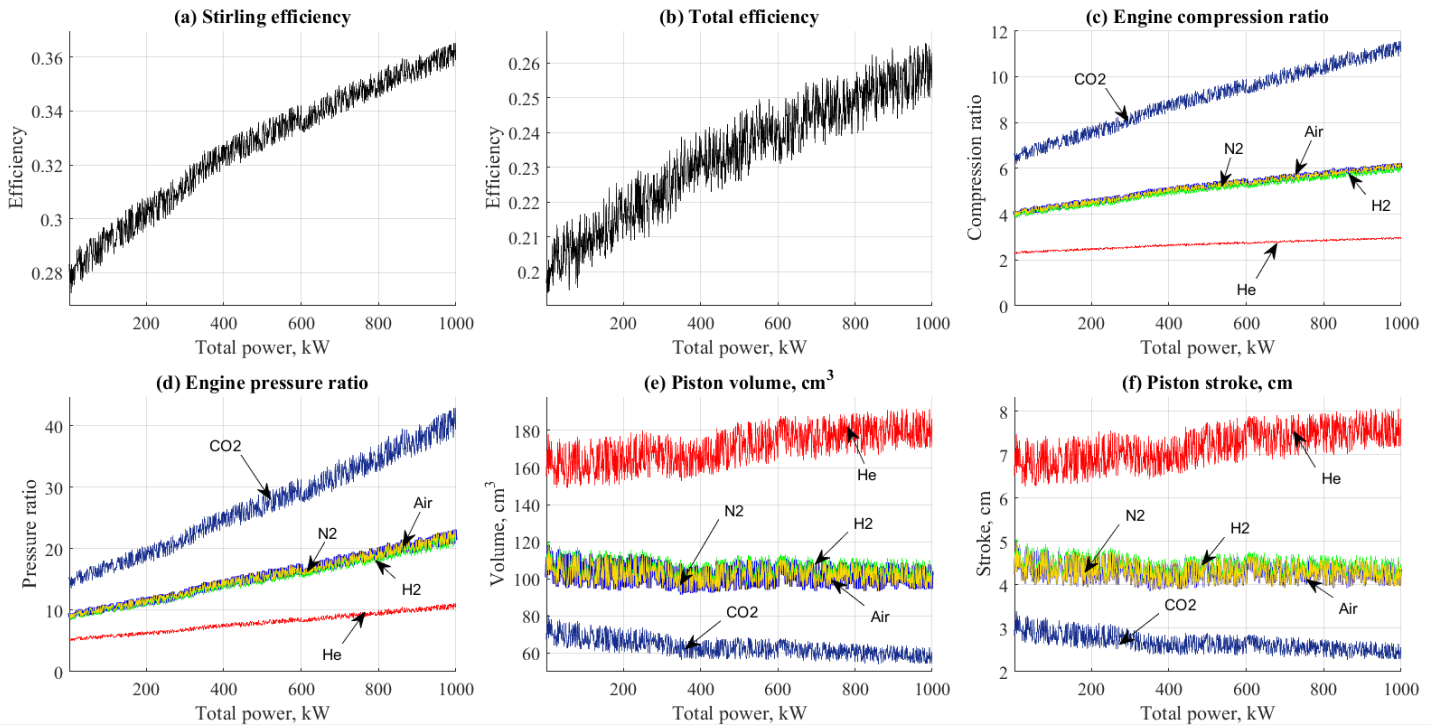 (a) Stirling efficiency
0.36
0.34
0.32
0.3
0.28
Efficiency
200
400
600
800
1000
Total power, kW
(b) Total efficiency
0.26
0.25
0.24
0.23
0.22
0.21
0.2
Efficiency
200
400
600
800
1000
Total power, kW
(c) Engine compression ratio
12
10
8
6
4
2
0
Compression ratio
CO2
N2
Air
H2
He
0
200
400
600
800
1000
Total power, kW
(d) Engine pressure ratio
40
30
20
10
0
Pressure ratio
CO2
N2
Air
H2
He
200
400
600
800
1000
Total power, kW
(e) Piston volume, cm³
180
160
140
120
100
80
60
Volume, cm³
He
N2
H2
Air
CO2
200
400
600
800
1000
Total power, kW
(f) Piston stroke, cm
8
7
6
5
4
3
2
Stroke, cm
He
N2
H2
Air
CO2
200
400
600
800
1000
Total power, kW